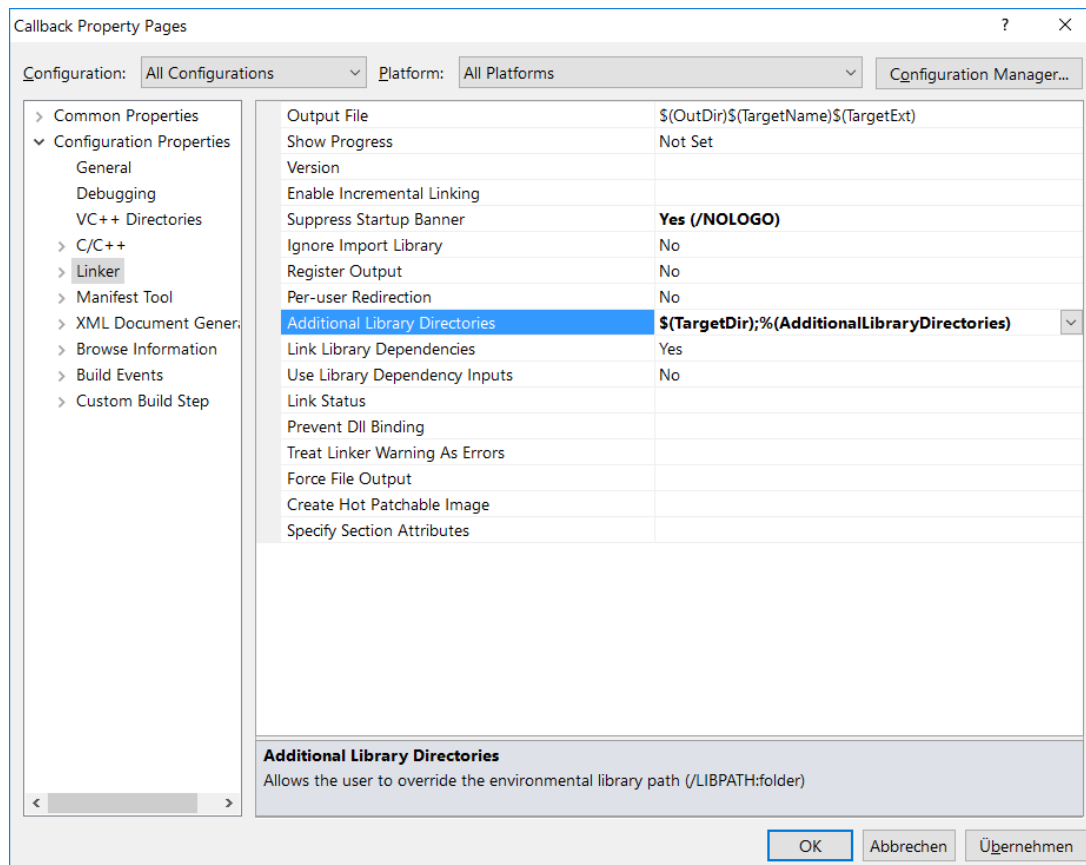 Callback Property Pages
?
Configuration: All Configurations Platform: All Platforms Configuration Manager...
Common Properties
Configuration Properties
General
Debugging
VC++ Directories
C/C++
Linker
Manifest Tool
XML Document Genera
Browse Information
Build Events
Custom Build Step
Output File $(OutDir)$(TargetName)$(TargetExt)
Show Progress Not Set
Version
Enable Incremental Linking
Suppress Startup Banner Yes (/NOLOGO)
Ignore Import Library No
Register Output No
Per-user Redirection No
Additional Library Directories $(TargetDir);%(AdditionalLibraryDirectories)
Link Library Dependencies Yes
Use Library Dependency Inputs No
Link Status
Prevent Dll Binding
Treat Linker Warning As Errors
Force File Output
Create Hot Patchable Image
Specify Section Attributes
Additional Library Directories
Allows the user to override the environmental library path (/LIBPATH:folder)
OK Abbrechen Übernehmen